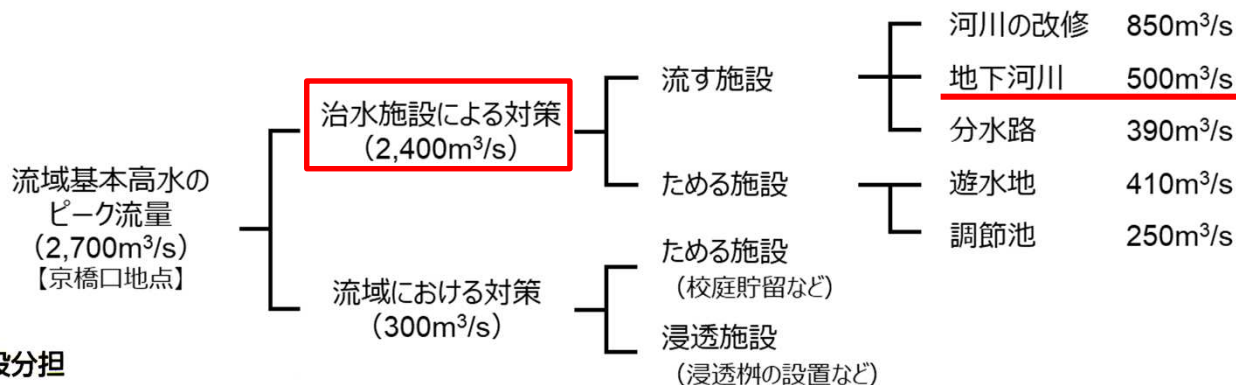 流域基本高水の
ピーク流量
(2,700m³/s)
【京橋口地点】
治水施設による対策
(2,400m³/s)
流域における対策
(300m³/s)
流す施設
ためる施設
ためる施設
(校庭貯留など)
浸透施設
(浸透桝の設置など)
河川の改修 850m³/s
地下河川 500m³/s
分水路 390m³/s
遊水地 410m³/s
調節池 250m³/s
分担